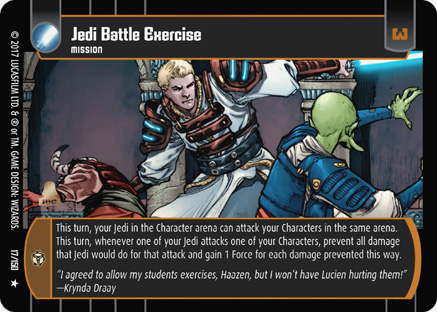 Jedi Battle Exercise
MISSION
3
© 2017 LUCASFILM LTD. & ® or TM. GAME DESIGN: WIZARDS.
This turn, your Jedi in the Character arena can attack your Characters in the same arena.
This turn, whenever one of your Jedi attacks one of your Characters, prevent all damage
that Jedi would do for that attack and gain 1 Force for each damage prevented this way.
“I agreed to allow my students exercises, Haazen, but I won’t have Lucien hurting them!”
—Krynda Draay
17/150